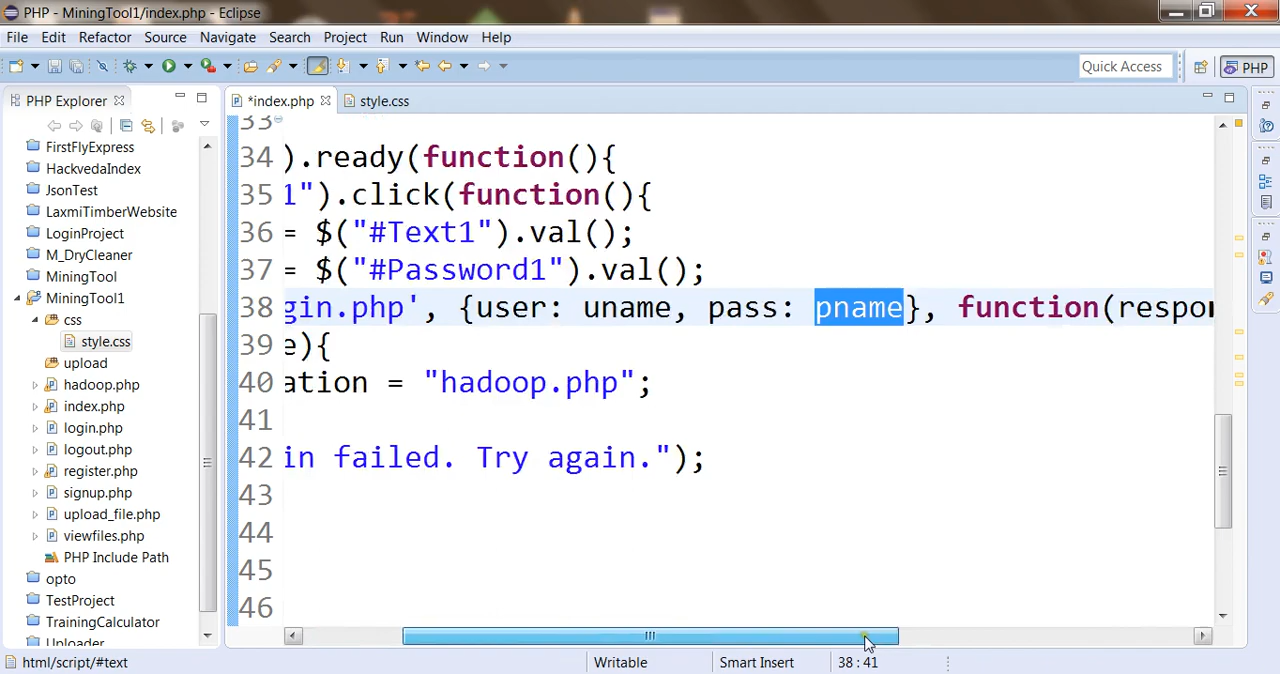 PHP - MiningTool1/index.php - Eclipse
File Edit Refactor Source Navigate Search Project Run Window Help
Quick Access
PHP
PHP Explorer
*index.php
style.css
FirstFlyExpress
HackvedaIndex
JsonTest
LaxmiTimberWebsite
LoginProject
M_DryCleaner
MiningTool
MiningTool1
css
style.css
upload
hadoop.php
index.php
login.php
logout.php
register.php
signup.php
upload_file.php
viewfiles.php
PHP Include Path
opto
TestProject
TrainingCalculator
Uploader
33
34 ).ready(function(){
35 1").click(function(){
36 = $("#Text1").val();
37 = $("#Password1").val();
38 gin.php', {user: uname, pass: pname}, function(respon
39 e){
40 ation = "hadoop.php";
41
42 in failed. Try again.");
43
44
45
46
html/script/#text
Writable
Smart Insert
38 : 41